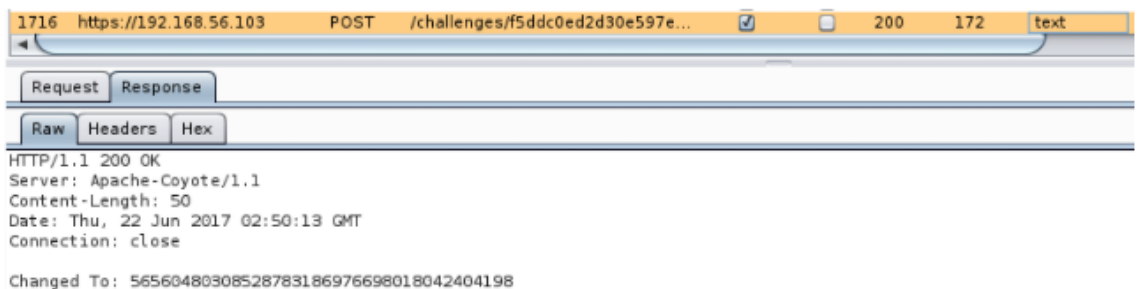 1716 https://192.168.56.103 POST /challenges/f5ddc0ed2d30e597e... 200 172 text
Request Response
Raw Headers Hex
HTTP/1.1 200 OK
Server: Apache-Coyote/1.1
Content-Length: 50
Date: Thu, 22 Jun 2017 02:50:13 GMT
Connection: close
Changed To: 56560480308528783186976698018042404198